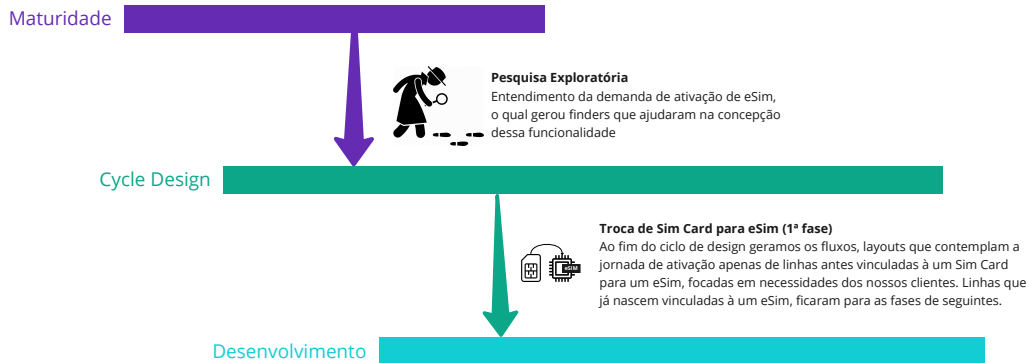 Maturidade
Pesquisa Exploratória
Entendimento da demanda de ativação de eSim,
o qual gerou finders que ajudaram na concepção
dessa funcionalidade
Cycle Design
Troca de Sim Card para eSim (1ª fase)
Ao fim do ciclo de design geramos os fluxos, layouts que contemplam a
jornada de ativação apenas de linhas antes vinculadas à um Sim Card
para um eSim, focadas em necessidades dos nossos clientes. Linhas que
já nascem vinculadas à um eSim, ficaram para as fases de seguintes.
eSIM
Desenvolvimento